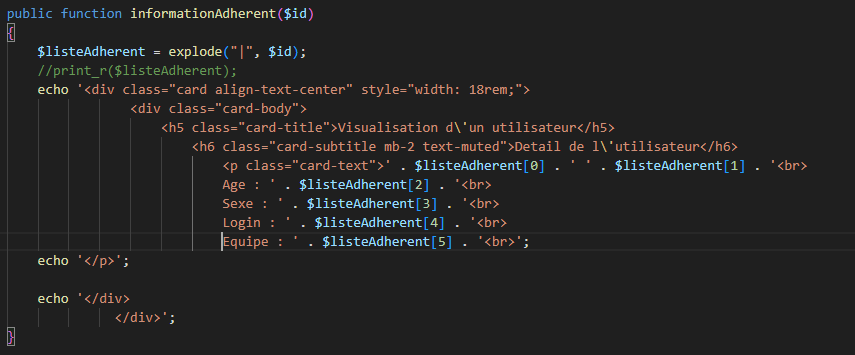 public function informationAdherent($id)
{
$listeAdherent = explode("|", $id);
//print_r($listeAdherent);
echo '<div class="card align-text-center" style="width: 18rem;">
<div class="card-body">
<h5 class="card-title">Visualisation d\'un utilisateur</h5>
<h6 class="card-subtitle mb-2 text-muted">Detail de l\'utilisateur</h6>
<p class="card-text">' . $listeAdherent[0] . ' ' . $listeAdherent[1] . '<br>
Age : ' . $listeAdherent[2] . '<br>
Sexe : ' . $listeAdherent[3] . '<br>
Login : ' . $listeAdherent[4] . '<br>
Equipe : ' . $listeAdherent[5] . '<br>';
echo '</p>';
echo '</div>
</div>';
}